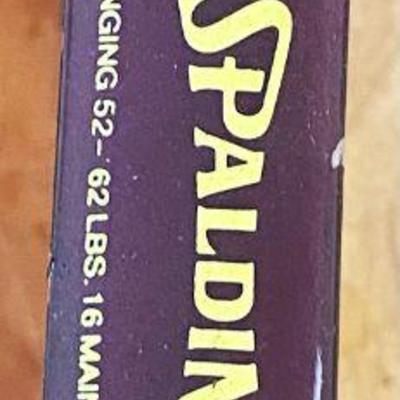 SPALDIN
NGING 52-62 LBS. 16 MAI